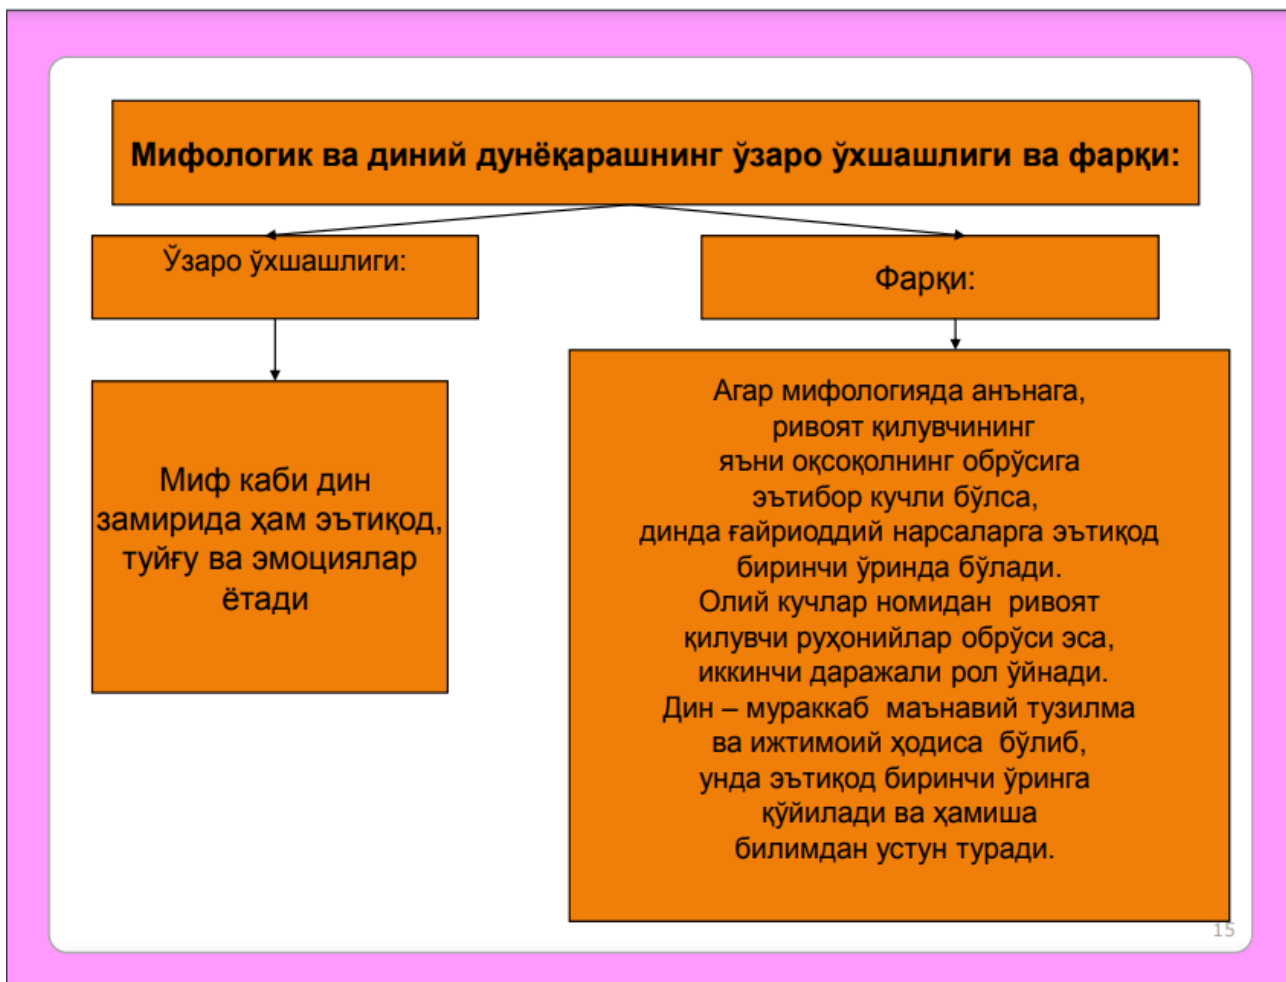 Мифологик ва диний дунёқарашнинг ўзаро ўхшашлиги ва фарқи:
Ўзаро ўхшашлиги:
Миф каби дин
замирида ҳам эътиқод,
туйғу ва эмоциялар
ётади
Фарқи:
Агар мифологияда анънага,
ривоят қилувчининг
яъни оқсоқолнинг обрўсига
эътибор кучли бўлса,
динда ғайриоддий нарсаларга эътиқод
биринчи ўринда бўлади.
Олий кучлар номидан ривоят
қилувчи руҳонийлар обрўси эса,
иккинчи даражали рол ўйнади.
Дин – мураккаб маънавий тузилма
ва ижтимоий ҳодиса бўлиб,
унда эътиқод биринчи ўринга
қўйилади ва ҳамиша
билимдан устун туради.
15